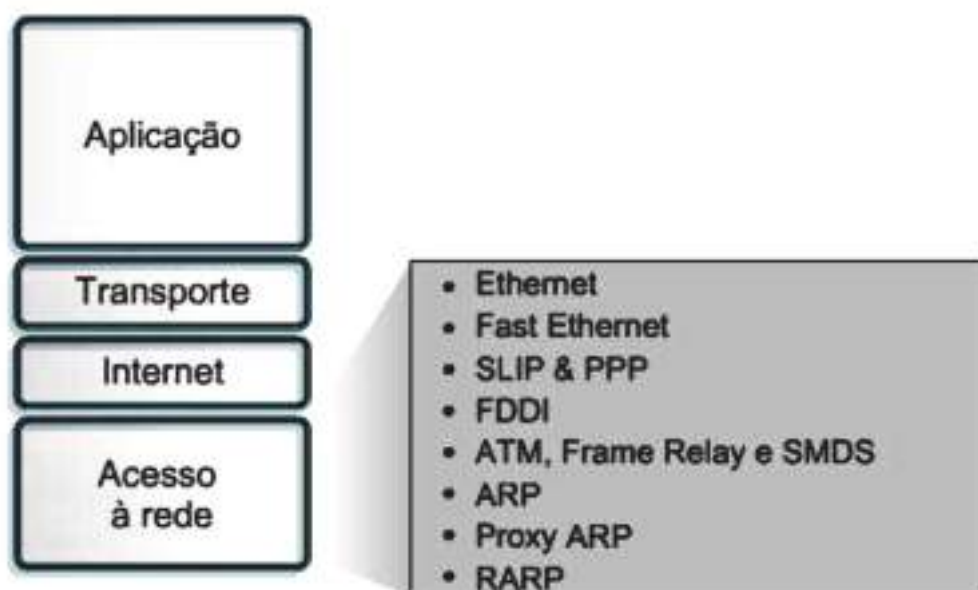 Aplicação
Transporte
Internet
Acesso
à rede
• Ethernet
• Fast Ethernet
• SLIP & PPP
• FDDI
• ATM, Frame Relay e SMDS
• ARP
• Proxy ARP
• RARP